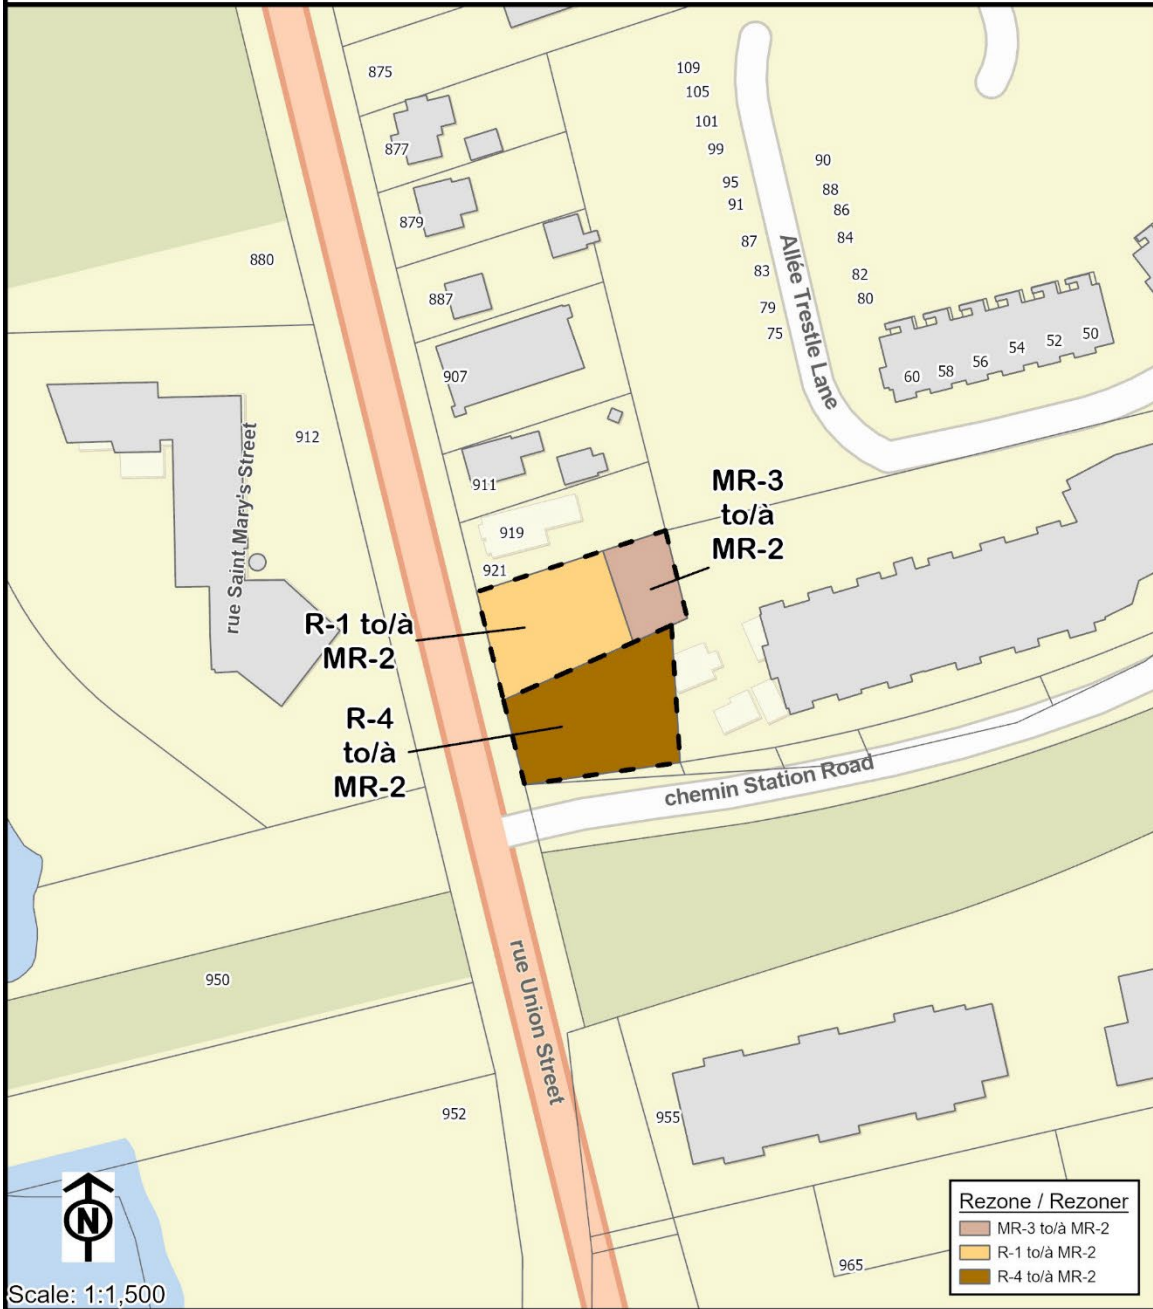 875
109
105
101
99
95
91
87
83
79
75
90
88
86
84
82
80
Allée Trestle Lane
877
879
880
887
907
60
58
56
54
52
50
912
rue Saint Mary's Street
911
919
921
MR-3
to/à
MR-2
R-1 to/à
MR-2
R-4
to/à
MR-2
chemin Station Road
950
rue Union Street
952
955
965
N
Scale: 1:1,500
Rezone / Rezoner
MR-3 to/à MR-2
R-1 to/à MR-2
R-4 to/à MR-2